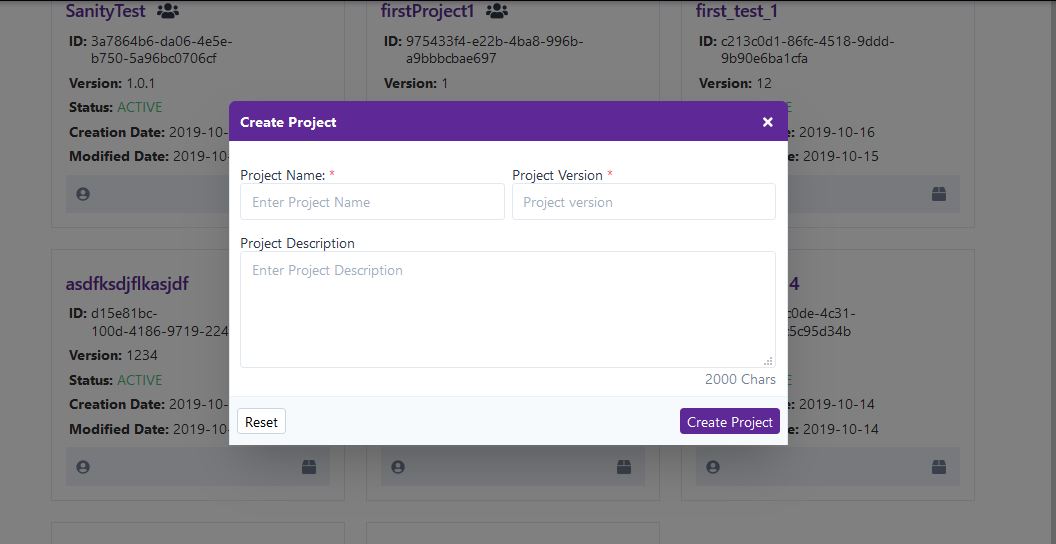 SanityTest
firstProject1
first_test_1
ID: 3a7864b6-da06-4e5e-
b750-5a96bc0706cf
ID: 975433f4-e22b-4ba8-996b-
a9bbbcbae697
ID: c213c0d1-86fc-4518-9ddd-
9b90e6ba1cfa
Version: 1.0.1
Version: 1
Version: 12
Status: ACTIVE
Creation Date: 2019-10-
2019-10-16
Modified Date: 2019-10-
2019-10-15
Create Project
Project Name: *
Project Version *
Enter Project Name
Project version
Project Description
Enter Project Description
2000 Chars
Reset
Create Project
asdfksdjflkasjdf
4
ID: d15e81bc-
100d-4186-9719-224
c0de-4c31-
c95d34b
Version: 1234
Status: ACTIVE
Creation Date: 2019-10-
2019-10-14
Modified Date: 2019-10-
2019-10-14